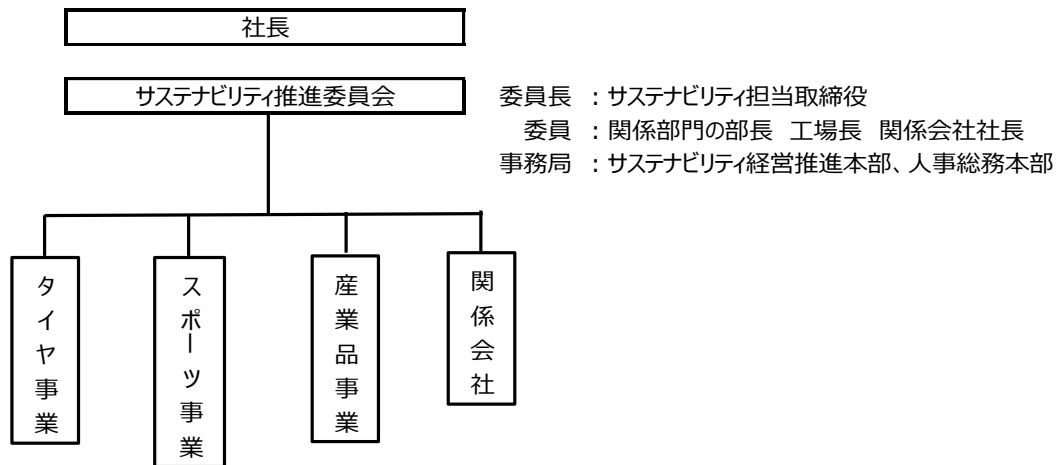 社長
サステナビリティ推進委員会
委員長 ：サステナビリティ担当取締役
委員 ：関係部門の部長 工場長 関係会社社長
事務局 ：サステナビリティ経営推進本部、人事総務本部
タイヤ事業
スポーツ事業
産業品事業
関係会社